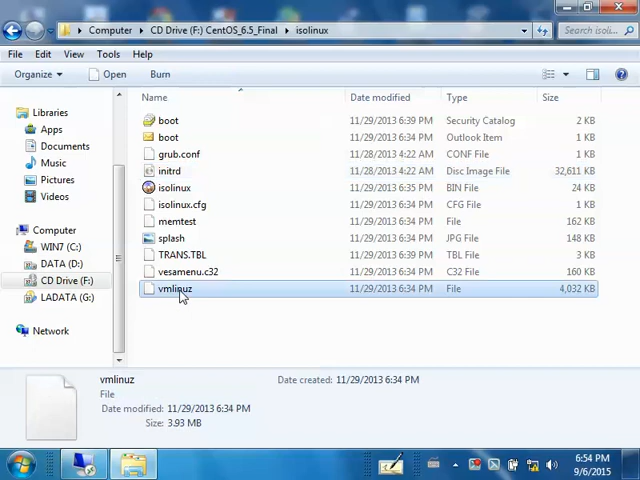 Computer CD Drive (F:) CentOS_6.5_Final isolinux Search isoli...
File Edit View Tools Help
Organize Open Burn
Name Date modified Type Size
Libraries
Apps
Documents
Music
Pictures
Videos
Computer
WIN7 (C:)
DATA (D:)
CD Drive (F:)
LADATA (G:)
Network
boot 11/29/2013 6:39 PM Security Catalog 2 KB
boot 11/29/2013 6:34 PM Outlook Item 1 KB
grub.conf 11/28/2013 4:22 AM CONF File 1 KB
initrd 11/28/2013 4:22 AM Disc Image File 32,611 KB
isolinux 11/29/2013 6:35 PM BIN File 24 KB
isolinux.cfg 11/29/2013 6:34 PM CFG File 1 KB
memtest 11/29/2013 6:34 PM File 162 KB
splash 11/29/2013 6:34 PM JPG File 148 KB
TRANS.TBL 11/29/2013 6:39 PM TBL File 3 KB
vesamenu.c32 11/29/2013 6:34 PM C32 File 160 KB
vmlinuz 11/29/2013 6:34 PM File 4,032 KB
vmlinuz Date created: 11/29/2013 6:34 PM
File
Date modified: 11/29/2013 6:34 PM
Size: 3.93 MB
6:54 PM
9/6/2015